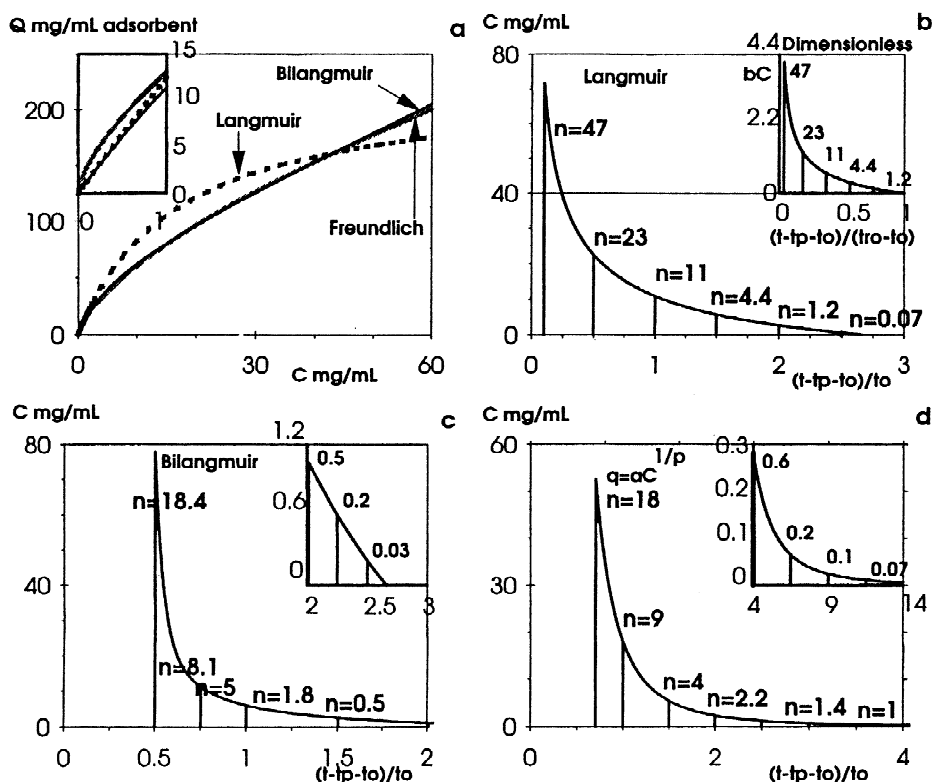 Q mg/mL adsorbent
a
15
10
5
0
0
1
200
100
0
Bilangmuir
Langmuir
Freundlich
0
30
60
C mg/mL
C mg/mL
b
80
40
0
Langmuir
n=47
n=23
n=11
n=4.4
n=1.2
n=0.07
0
1
2
3
(t-tp-to)/to
4.4
Dimensionless
bC
2.2
0
47
23
11
4.4
1.2
0
0.5
1
(t-tp-to)/(tro-to)
C mg/mL
c
80
40
0
Bilangmuir
n=18.4
n=8.1
n=5
n=1.8
n=0.5
0
0.5
1
1.5
2
(t-tp-to)/to
1.2
0.6
0
0.5
0.2
0.03
2
2.5
3
C mg/mL
d
60
30
0
1/p
q=aC
n=18
n=9
n=4
n=2.2
n=1.4
n=1
0
2
4
(t-tp-to)/to
0.3
0.2
0.1
0
0.6
0.2
0.1
0.07
4
9
14